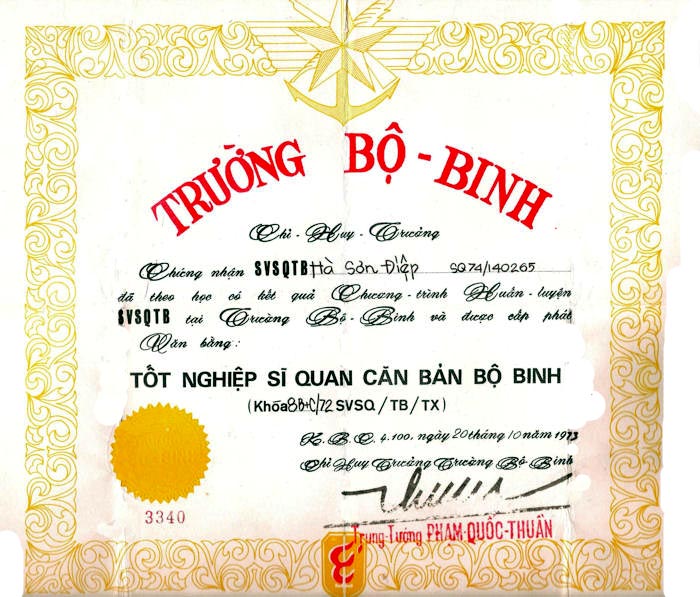 TRƯỜNG BỘ - BINH
Chỉ - Huy - Trưởng
Chứng nhận SVSQTB Hà Sơn Điệp SQ74/140265
đã theo học có kết quả Chương - trình Huấn - luyện
SVSQTB tại Trường Bộ - Binh và được cấp phát
Văn bằng :
TỐT NGHIỆP SĨ QUAN CĂN BẢN BỘ BINH
(Khóa 8B+C/72 SVSQ / TB / TX)
K.B.C. 4.100, ngày 20 tháng 10 năm 1973
Chỉ Huy Trưởng Trường Bộ - Binh
3340
Trung-Tướng PHẠM-QUỐC-THUẦN